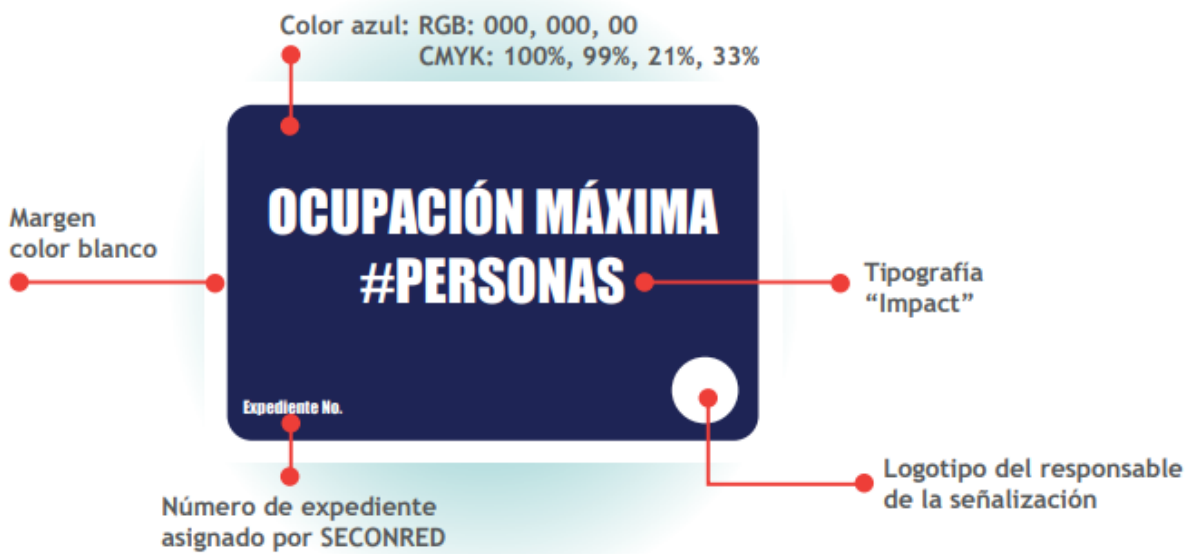 Color azul: RGB: 000, 000, 00
CMYK: 100%, 99%, 21%, 33%
OCUPACIÓN MÁXIMA
#PERSONAS
Margen
color blanco
Tipografía
“Impact”
Expediente No.
Logotipo del responsable
de la señalización
Número de expediente
asignado por SECONRED